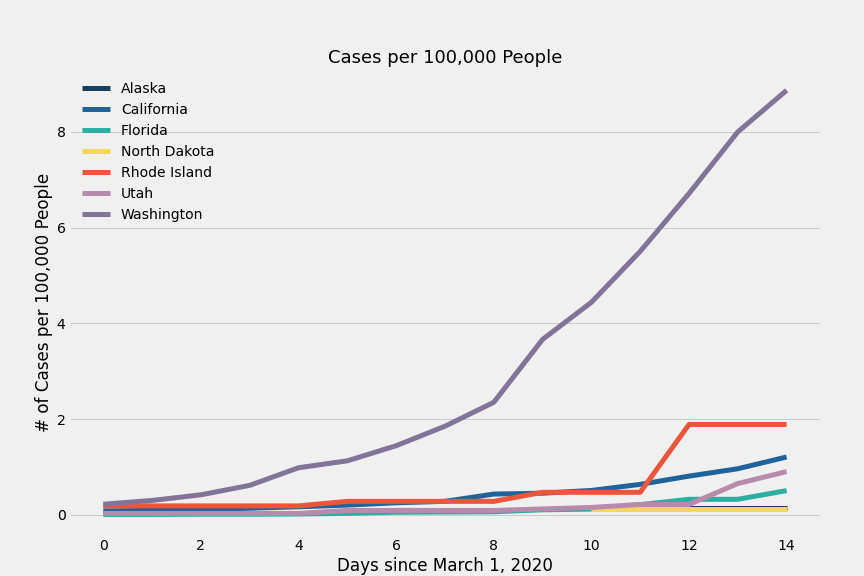 Cases per 100,000 People
Alaska
California
Florida
North Dakota
Rhode Island
Utah
Washington
# of Cases per 100,000 People
8
6
4
2
0
0 2 4 6 8 10 12 14
Days since March 1, 2020